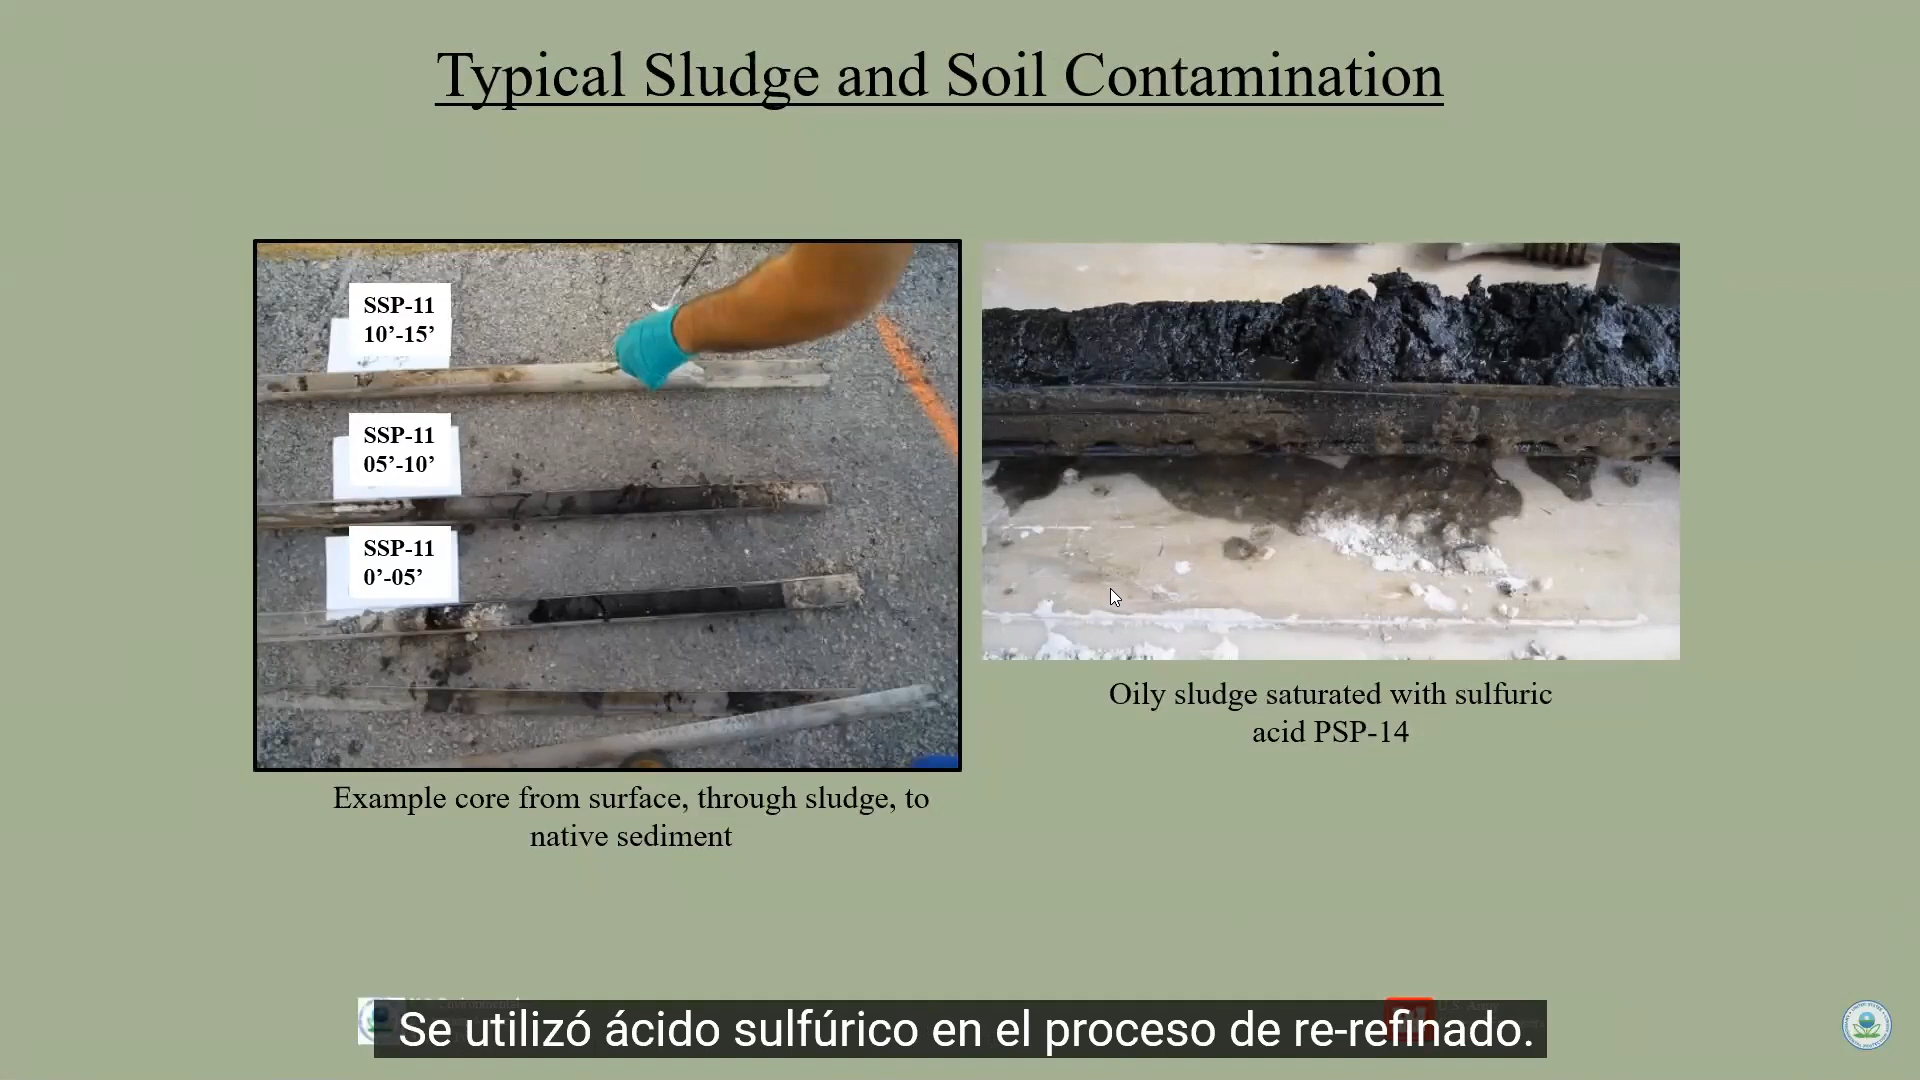 Typical Sludge and Soil Contamination
SSP-11
10’-15’
SSP-11
05’-10’
SSP-11
0’-05’
Oily sludge saturated with sulfuric
acid PSP-14
Example core from surface, through sludge, to
native sediment
Se utilizó ácido sulfúrico en el proceso de re-refinado.